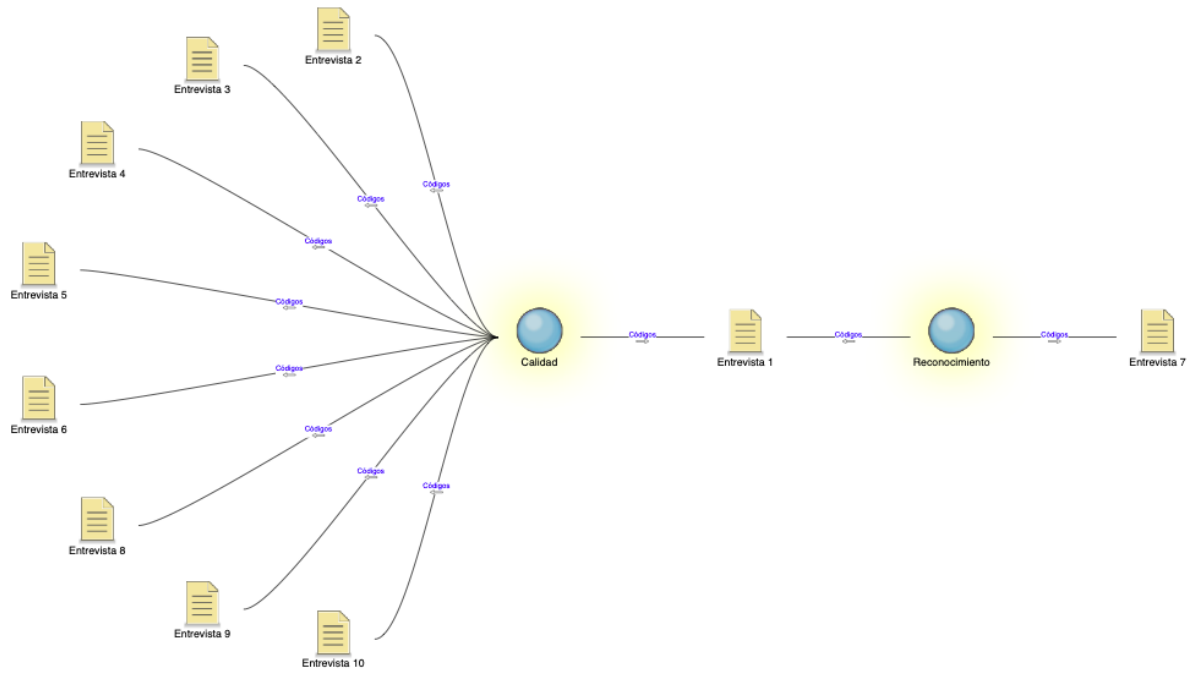 Entrevista 2
Entrevista 3
Entrevista 4
Códigos
Códigos
Códigos
Entrevista 5
Códigos
Códigos
Códigos
Códigos
Calidad
Entrevista 1
Reconocimiento
Entrevista 7
Códigos
Entrevista 6
Códigos
Códigos
Códigos
Entrevista 8
Entrevista 9
Entrevista 10